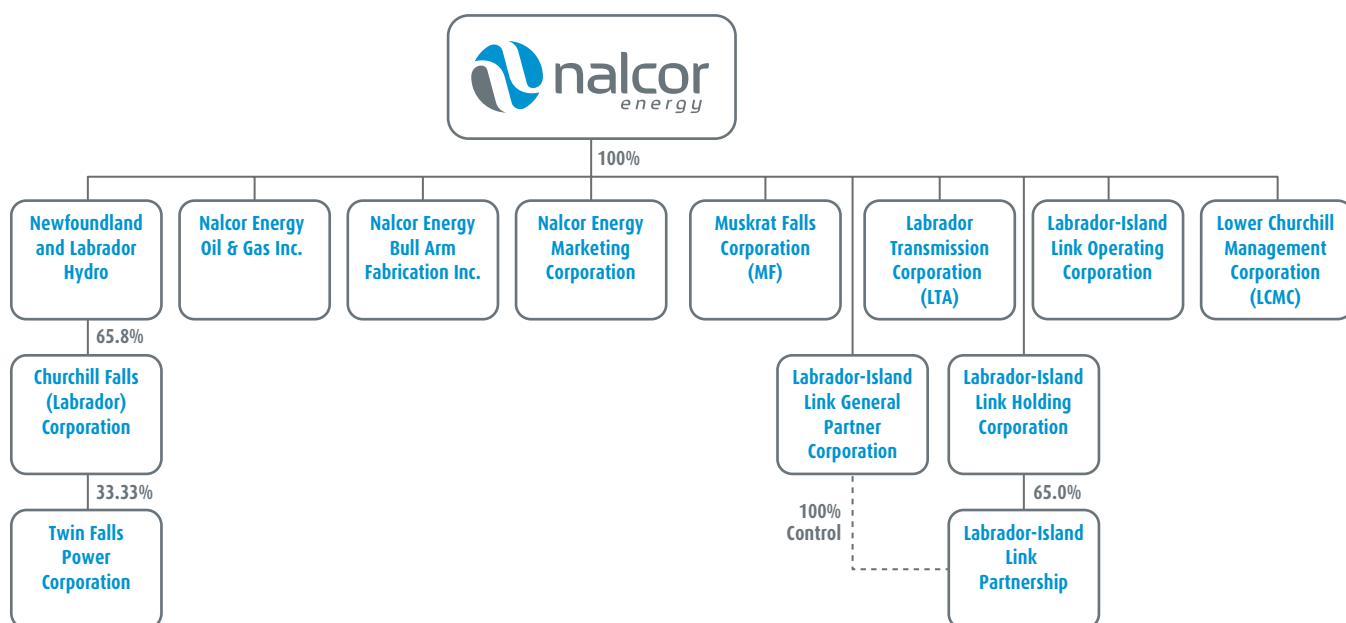 nalcor
energy
100%
Newfoundland
and Labrador
Hydro
Nalcor Energy
Oil & Gas Inc.
Nalcor Energy
Bull Arm
Fabrication Inc.
Nalcor Energy
Marketing
Corporation
Muskrat Falls
Corporation
(MF)
Labrador
Transmission
Corporation
(LTA)
Labrador-Island
Link Operating
Corporation
Lower Churchill
Management
Corporation
(LCMC)
65.8%
Churchill Falls
(Labrador)
Corporation
Labrador-Island
Link General
Partner
Corporation
Labrador-Island
Link Holding
Corporation
33.33%
100%
Control
65.0%
Twin Falls
Power
Corporation
Labrador-Island
Link
Partnership